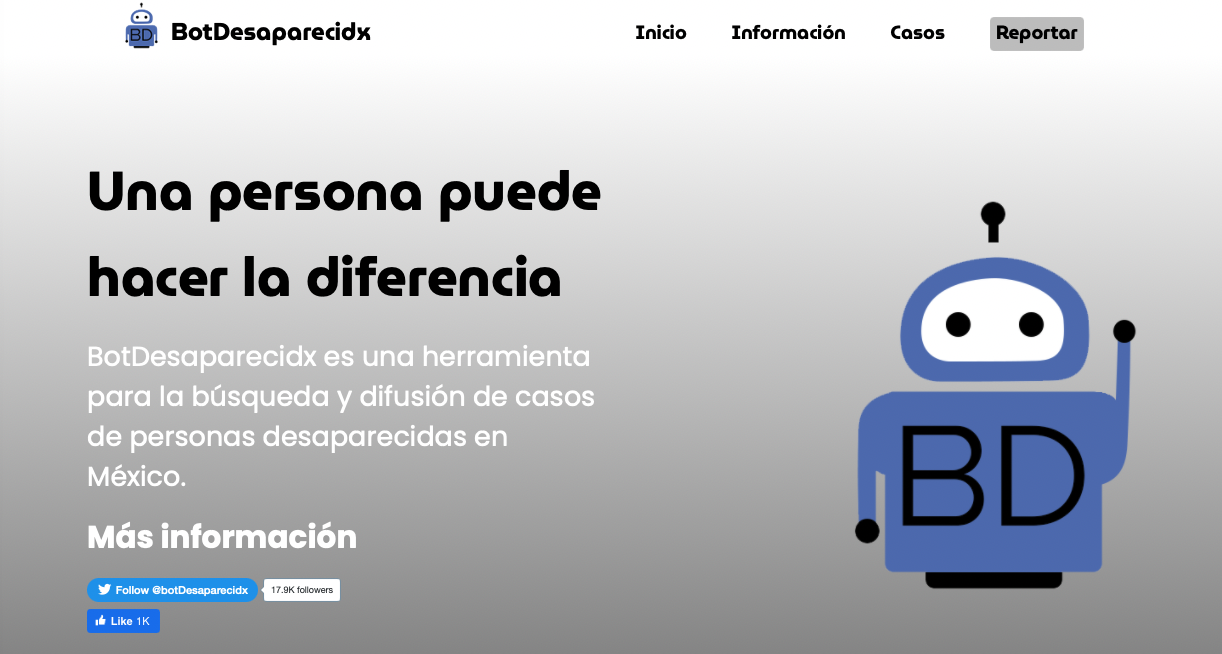 BD BotDesaparecidx
Inicio Información Casos Reportar
Una persona puede
hacer la diferencia
BotDesaparecidx es una herramienta
para la búsqueda y difusión de casos
de personas desaparecidas en
México.
Más información
Follow @botDesaparecidx 17.9K followers
Like 1K
BD